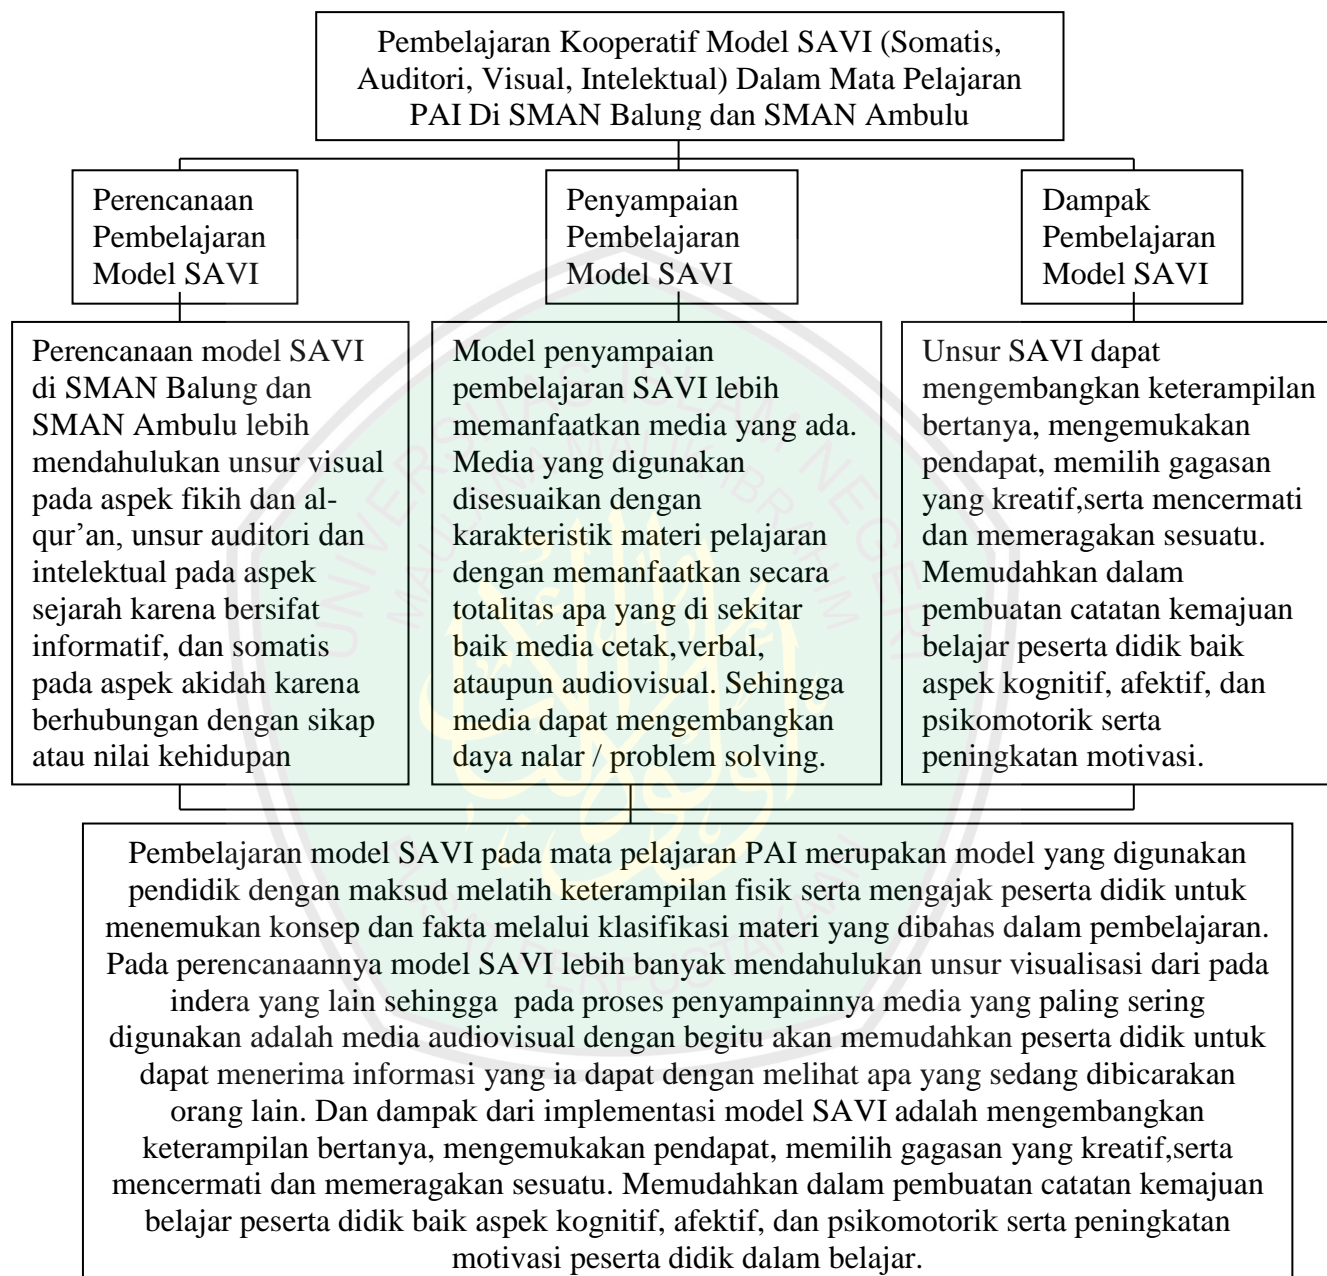 Pembelajaran Kooperatif Model SAVI (Somatis,
Auditori, Visual, Intelektual) Dalam Mata Pelajaran
PAI Di SMAN Balung dan SMAN Ambulu
Perencanaan
Pembelajaran
Model SAVI
Penyampaian
Pembelajaran
Model SAVI
Dampak
Pembelajaran
Model SAVI
Perencanaan model SAVI
di SMAN Balung dan
SMAN Ambulu lebih
mendahulukan unsur visual
pada aspek fikih dan al-
qur’an, unsur auditori dan
intelektual pada aspek
sejarah karena bersifat
informatif, dan somatis
pada aspek akidah karena
berhubungan dengan sikap
atau nilai kehidupan
Model penyampaian
pembelajaran SAVI lebih
memanfaatkan media yang ada.
Media yang digunakan
disesuaikan dengan
karakteristik materi pelajaran
dengan memanfaatkan secara
totalitas apa yang di sekitar
baik media cetak,verbal,
ataupun audiovisual. Sehingga
media dapat mengembangkan
daya nalar / problem solving.
Unsur SAVI dapat
mengembangkan keterampilan
bertanya, mengemukakan
pendapat, memilih gagasan
yang kreatif,serta mencermati
dan memeragakan sesuatu.
Memudahkan dalam
pembuatan catatan kemajuan
belajar peserta didik baik
aspek kognitif, afektif, dan
psikomotorik serta
peningkatan motivasi.
Pembelajaran model SAVI pada mata pelajaran PAI merupakan model yang digunakan
pendidik dengan maksud melatih keterampilan fisik serta mengajak peserta didik untuk
menemukan konsep dan fakta melalui klasifikasi materi yang dibahas dalam pembelajaran.
Pada perencanaannya model SAVI lebih banyak mendahulukan unsur visualisasi dari pada
indera yang lain sehingga  pada proses penyampainnya media yang paling sering
digunakan adalah media audiovisual dengan begitu akan memudahkan peserta didik untuk
dapat menerima informasi yang ia dapat dengan melihat apa yang sedang dibicarakan
orang lain. Dan dampak dari implementasi model SAVI adalah mengembangkan
keterampilan bertanya, mengemukakan pendapat, memilih gagasan yang kreatif,serta
mencermati dan memeragakan sesuatu. Memudahkan dalam pembuatan catatan kemajuan
belajar peserta didik baik aspek kognitif, afektif, dan psikomotorik serta peningkatan
motivasi peserta didik dalam belajar.
UNIVERSITAS ISLAM NEGERI
MAULANA MALIK IBRAHIM